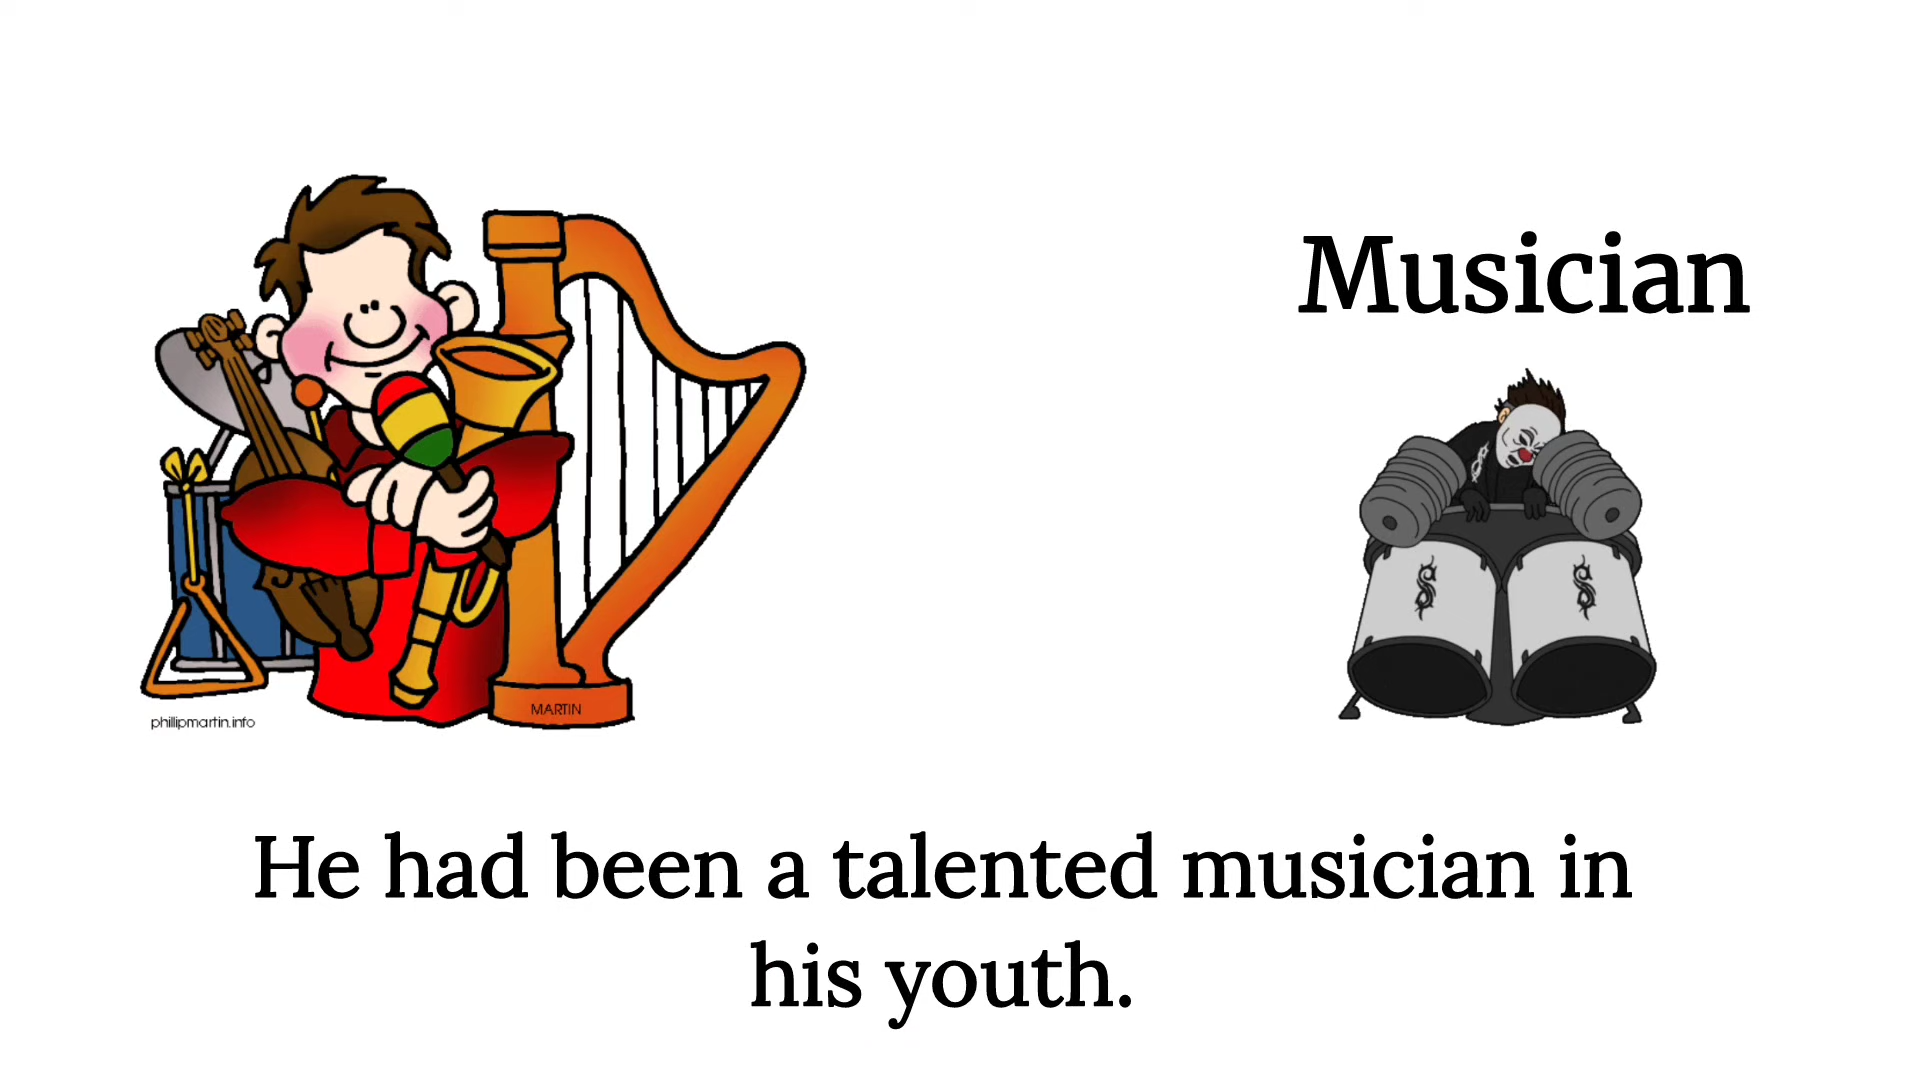 Musician
MARTIN
phillipmartin.info
He had been a talented musician in
his youth.